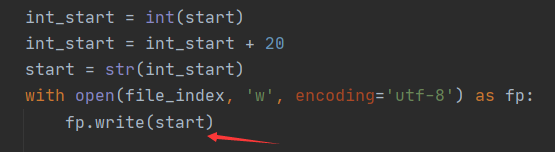 int_start = int(start)
int_start = int_start + 20
start = str(int_start)
with open(file_index, 'w', encoding='utf-8') as fp:
    fp.write(start)